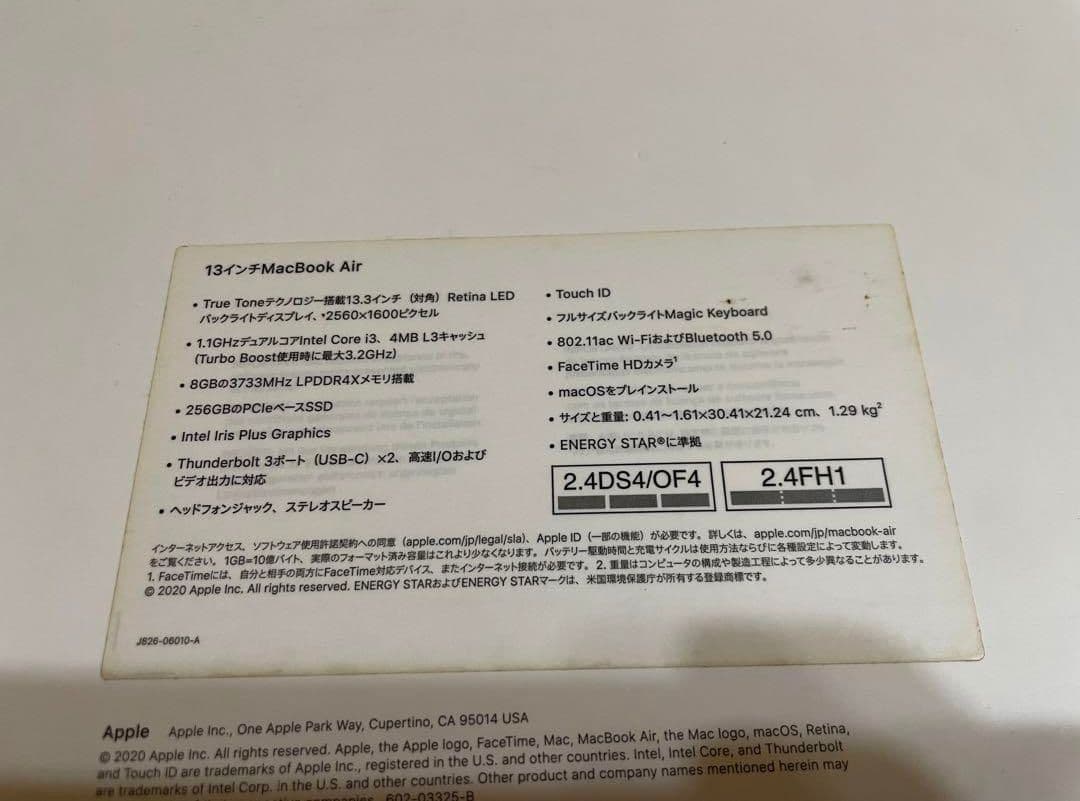 13インチMacBook Air
• True Toneテクノロジー搭載13.3インチ（対角）Retina LED
バックライトディスプレイ、¹2560×1600ピクセル
• 1.1GHzデュアルコアIntel Core i3、4MB L3キャッシュ
（Turbo Boost使用時に最大3.2GHz）
• 8GBの3733MHz LPDDR4Xメモリ搭載
• 256GBのPCIeベースSSD
• Intel Iris Plus Graphics
• Thunderbolt 3ポート（USB-C）×2、高速I/Oおよび
ビデオ出力に対応
• ヘッドフォンジャック、ステレオスピーカー
• Touch ID
• フルサイズバックライトMagic Keyboard
• 802.11ac Wi-FiおよびBluetooth 5.0
• FaceTime HDカメラ¹
• macOSをプレインストール
• サイズと重量: 0.41〜1.61×30.41×21.24 cm、1.29 kg²
• ENERGY STAR®に準拠
2.4DS4/OF4
2.4FH1
インターネットアクセス、ソフトウェア使用許諾契約への同意（apple.com/jp/legal/sla）、Apple ID（一部の機能）が必要です。詳しくは、apple.com/jp/macbook-air
をご覧ください。1GB=10億バイト、実際のフォーマット済み容量はこれより少なくなります。バッテリー駆動時間と充電サイクルは使用方法ならびに各種設定によって変動します。
1. FaceTimeには、自分と相手の両方にFaceTime対応デバイス、またインターネット接続が必要です。2. 重量はコンピュータの構成や製造工程によって多少異なることがあります。
© 2020 Apple Inc. All rights reserved. ENERGY STARおよびENERGY STARマークは、米国環境保護庁が所有する登録商標です。
J826-06010-A
Apple Apple Inc., One Apple Park Way, Cupertino, CA 95014 USA
© 2020 Apple Inc. All rights reserved. Apple, the Apple logo, FaceTime, Mac, MacBook Air, the Mac logo, macOS, Retina,
and Touch ID are trademarks of Apple Inc., registered in the U.S. and other countries. Intel, Intel Core, and Thunderbolt
are trademarks of Intel Corp. in the U.S. and other countries. Other product and company names mentioned herein may
602-03325-B